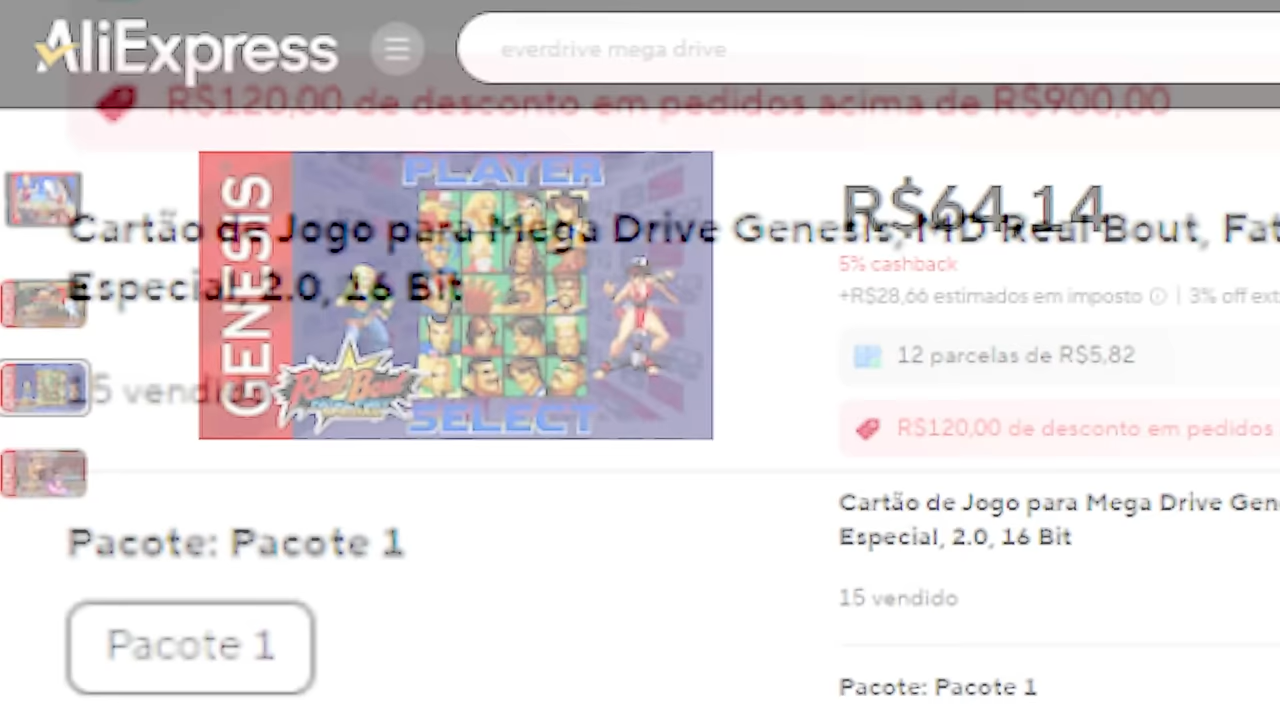 AliExpress
everdrive mega drive
R$120,00 de desconto em pedidos acima de R$900,00
PLAYER
GENESIS
SELECT
R$64,14
Cartão de Jogo para Mega Drive Genesis, MD Real Bout, Fat
Especial, 2.0, 16 Bit
5% cashback
+R$28,66 estimados em imposto | 3% off ext
12 parcelas de R$5,82
15 vendido
R$120,00 de desconto em pedidos
Cartão de Jogo para Mega Drive Gen
Especial, 2.0, 16 Bit
Pacote: Pacote 1
15 vendido
Pacote 1
Pacote: Pacote 1